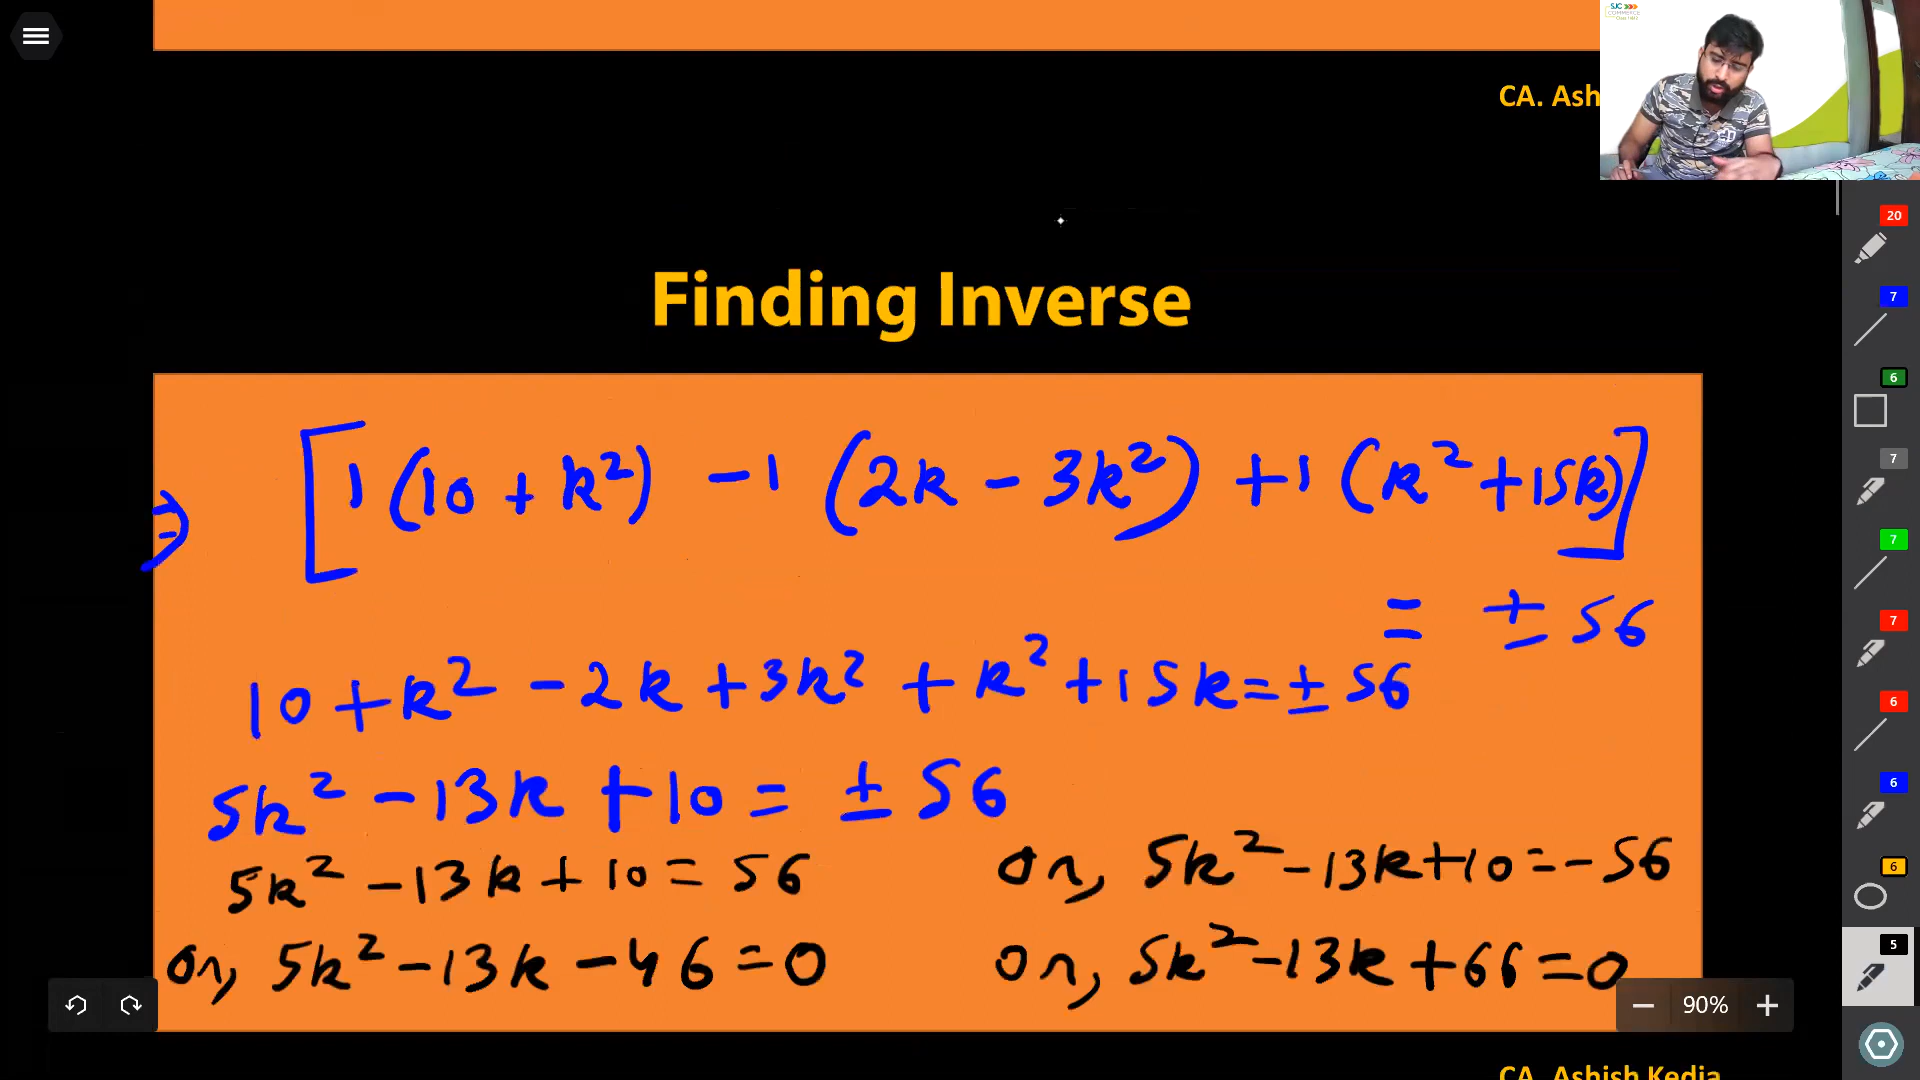 SJC
COMMERCE
CA. Ash
Finding Inverse
⇒ [1(10 + k²) - 1 (2k - 3k²) + 1 (k² + 15k)]
= ± 56
10 + k² - 2k + 3k² + k² + 15k = ± 56
5k² - 13k + 10 = ± 56
5k² - 13k + 10 = 56 or, 5k² - 13k + 10 = - 56
or, 5k² - 13k - 46 = 0 or, 5k² - 13k + 66 = 0
90%
CA. Ashish Kedia
20
7
6
7
7
7
6
6
6
5